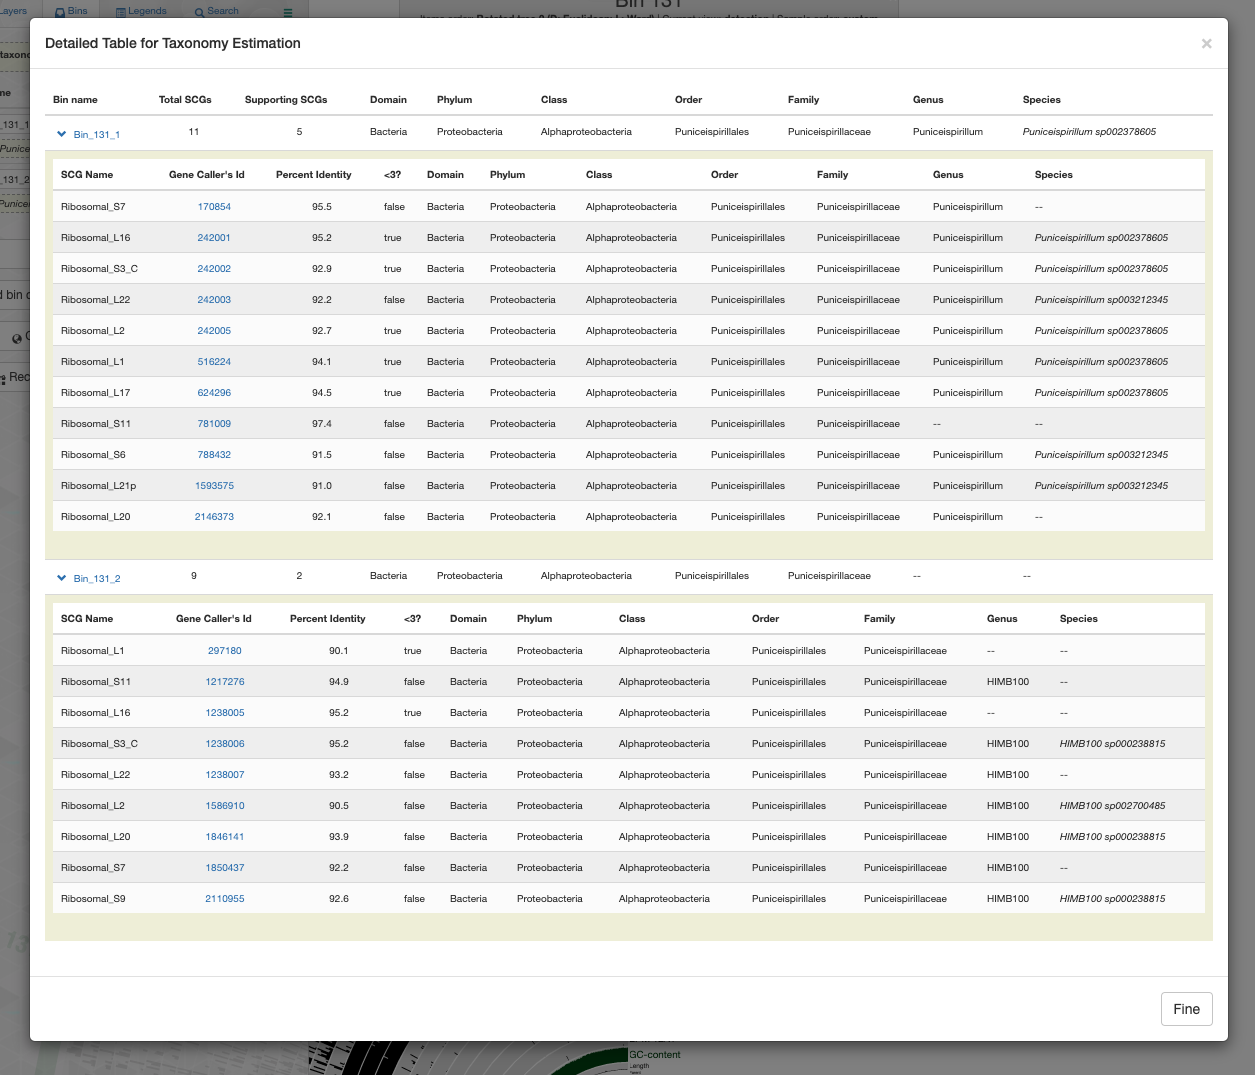 Layers Bins Legends Search
Bin 131
Detailed Table for Taxonomy Estimation ×
Bin name Total SCGs Supporting SCGs Domain Phylum Class Order Family Genus Species
Bin_131_1 11 5 Bacteria Proteobacteria Alphaproteobacteria Puniceispirillales Puniceispirillaceae Puniceispirillum Puniceispirillum sp002378605
SCG Name Gene Caller's Id Percent Identity <3? Domain Phylum Class Order Family Genus Species
Ribosomal_S7 170854 95.5 false Bacteria Proteobacteria Alphaproteobacteria Puniceispirillales Puniceispirillaceae Puniceispirillum --
Ribosomal_L16 242001 95.2 true Bacteria Proteobacteria Alphaproteobacteria Puniceispirillales Puniceispirillaceae Puniceispirillum Puniceispirillum sp002378605
Ribosomal_S3_C 242002 92.9 true Bacteria Proteobacteria Alphaproteobacteria Puniceispirillales Puniceispirillaceae Puniceispirillum Puniceispirillum sp002378605
Ribosomal_L22 242003 92.2 false Bacteria Proteobacteria Alphaproteobacteria Puniceispirillales Puniceispirillaceae Puniceispirillum Puniceispirillum sp003212345
Ribosomal_L2 242005 92.7 true Bacteria Proteobacteria Alphaproteobacteria Puniceispirillales Puniceispirillaceae Puniceispirillum Puniceispirillum sp002378605
Ribosomal_L1 516224 94.1 true Bacteria Proteobacteria Alphaproteobacteria Puniceispirillales Puniceispirillaceae Puniceispirillum Puniceispirillum sp002378605
Ribosomal_L17 624296 94.5 true Bacteria Proteobacteria Alphaproteobacteria Puniceispirillales Puniceispirillaceae Puniceispirillum Puniceispirillum sp002378605
Ribosomal_S11 781009 97.4 false Bacteria Proteobacteria Alphaproteobacteria Puniceispirillales Puniceispirillaceae -- --
Ribosomal_S6 788432 91.5 false Bacteria Proteobacteria Alphaproteobacteria Puniceispirillales Puniceispirillaceae Puniceispirillum Puniceispirillum sp003212345
Ribosomal_L21p 1593575 91.0 false Bacteria Proteobacteria Alphaproteobacteria Puniceispirillales Puniceispirillaceae Puniceispirillum Puniceispirillum sp003212345
Ribosomal_L20 2146373 92.1 false Bacteria Proteobacteria Alphaproteobacteria Puniceispirillales Puniceispirillaceae Puniceispirillum --
Bin_131_2 9 2 Bacteria Proteobacteria Alphaproteobacteria Puniceispirillales Puniceispirillaceae -- --
SCG Name Gene Caller's Id Percent Identity <3? Domain Phylum Class Order Family Genus Species
Ribosomal_L1 297180 90.1 true Bacteria Proteobacteria Alphaproteobacteria Puniceispirillales Puniceispirillaceae -- --
Ribosomal_S11 1217276 94.9 false Bacteria Proteobacteria Alphaproteobacteria Puniceispirillales Puniceispirillaceae HIMB100 --
Ribosomal_L16 1238005 95.2 true Bacteria Proteobacteria Alphaproteobacteria Puniceispirillales Puniceispirillaceae -- --
Ribosomal_S3_C 1238006 95.2 false Bacteria Proteobacteria Alphaproteobacteria Puniceispirillales Puniceispirillaceae HIMB100 HIMB100 sp000238815
Ribosomal_L22 1238007 93.2 false Bacteria Proteobacteria Alphaproteobacteria Puniceispirillales Puniceispirillaceae HIMB100 --
Ribosomal_L2 1586910 90.5 false Bacteria Proteobacteria Alphaproteobacteria Puniceispirillales Puniceispirillaceae HIMB100 HIMB100 sp002700485
Ribosomal_L20 1846141 93.9 false Bacteria Proteobacteria Alphaproteobacteria Puniceispirillales Puniceispirillaceae HIMB100 HIMB100 sp000238815
Ribosomal_S7 1850437 92.2 false Bacteria Proteobacteria Alphaproteobacteria Puniceispirillales Puniceispirillaceae HIMB100 --
Ribosomal_S9 2110955 92.6 false Bacteria Proteobacteria Alphaproteobacteria Puniceispirillales Puniceispirillaceae HIMB100 HIMB100 sp000238815
Fine
GC-content
Length